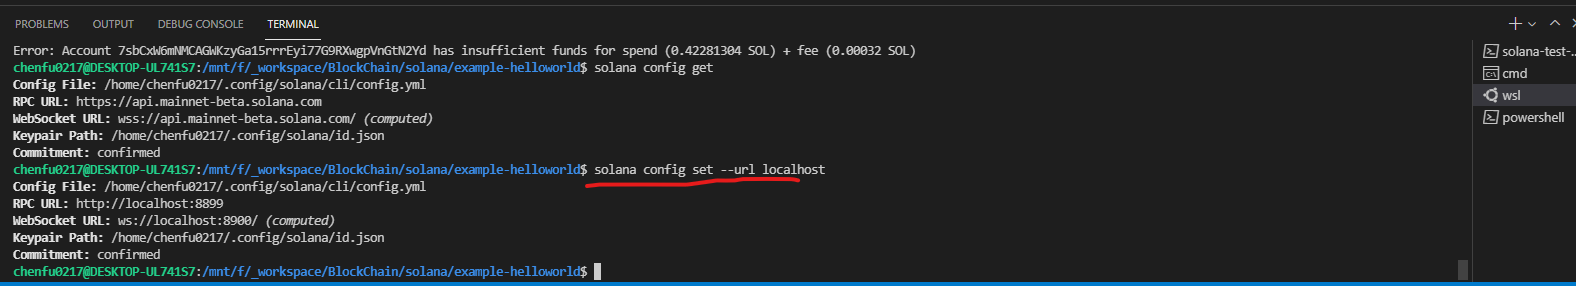 PROBLEMS OUTPUT DEBUG CONSOLE TERMINAL
Error: Account 7sbCxW6mNMCAGWKzyGa15rrrEyi77G9RXwgpVnGtN2Yd has insufficient funds for spend (0.42281304 SOL) + fee (0.00032 SOL)
chenfu0217@DESKTOP-UL741S7:/mnt/f/_workspace/BlockChain/solana/example-helloworld$ solana config get
Config File: /home/chenfu0217/.config/solana/cli/config.yml
RPC URL: https://api.mainnet-beta.solana.com
WebSocket URL: wss://api.mainnet-beta.solana.com/ (computed)
Keypair Path: /home/chenfu0217/.config/solana/id.json
Commitment: confirmed
chenfu0217@DESKTOP-UL741S7:/mnt/f/_workspace/BlockChain/solana/example-helloworld$ solana config set --url localhost
Config File: /home/chenfu0217/.config/solana/cli/config.yml
RPC URL: http://localhost:8899
WebSocket URL: ws://localhost:8900/ (computed)
Keypair Path: /home/chenfu0217/.config/solana/id.json
Commitment: confirmed
chenfu0217@DESKTOP-UL741S7:/mnt/f/_workspace/BlockChain/solana/example-helloworld$
solana-test-...
cmd
wsl
powershell